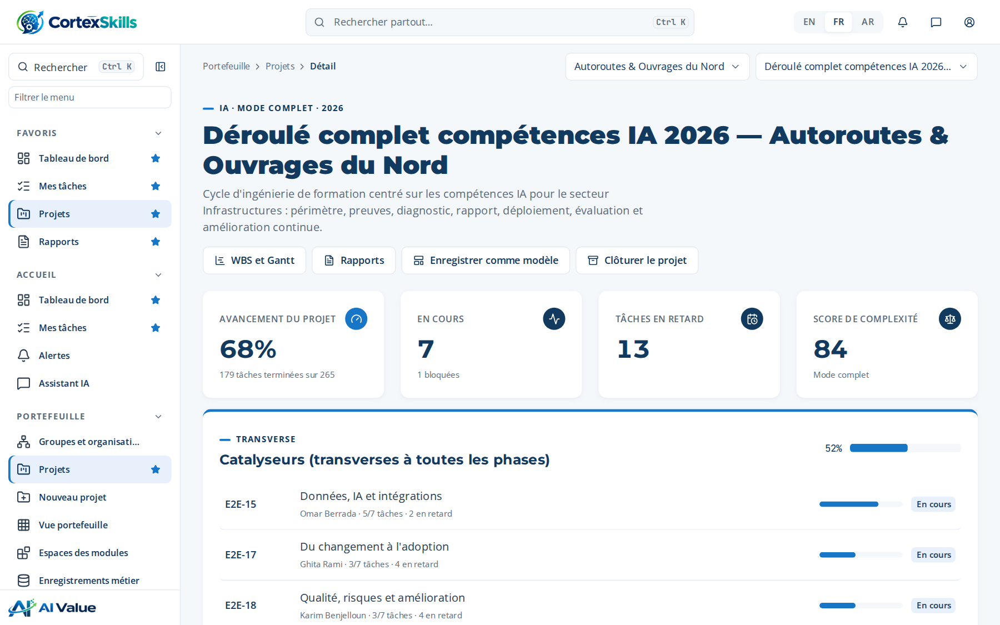 CortexSkills
Rechercher partout...
Ctrl K
EN
FR
AR
Rechercher
Ctrl K
Filtrer le menu
FAVORIS
Tableau de bord
Mes tâches
Projets
Rapports
ACCUEIL
Tableau de bord
Mes tâches
Alertes
Assistant IA
PORTEFEUILLE
Groupes et organisati...
Projets
Nouveau projet
Vue portefeuille
Espaces des modules
Enregistrements métier
AI Value
Portefeuille
Projets
Détail
Autoroutes & Ouvrages du Nord
Déroulé complet compétences IA 2026...
IA · MODE COMPLET · 2026
Déroulé complet compétences IA 2026 — Autoroutes &
Ouvrages du Nord
Cycle d'ingénierie de formation centré sur les compétences IA pour le secteur
Infrastructures : périmètre, preuves, diagnostic, rapport, déploiement, évaluation et
amélioration continue.
WBS et Gantt
Rapports
Enregistrer comme modèle
Clôturer le projet
AVANCEMENT DU PROJET
68%
179 tâches terminées sur 265
EN COURS
7
1 bloquées
TÂCHES EN RETARD
13
SCORE DE COMPLEXITÉ
84
Mode complet
TRANSVERSE
Catalyseurs (transverses à toutes les phases)
52%
E2E-15
Données, IA et intégrations
Omar Berrada · 5/7 tâches · 2 en retard
En cours
E2E-17
Du changement à l'adoption
Ghita Rami · 3/7 tâches · 4 en retard
En cours
E2E-18
Qualité, risques et amélioration
Karim Benjelloun · 3/7 tâches · 4 en retard
En cours